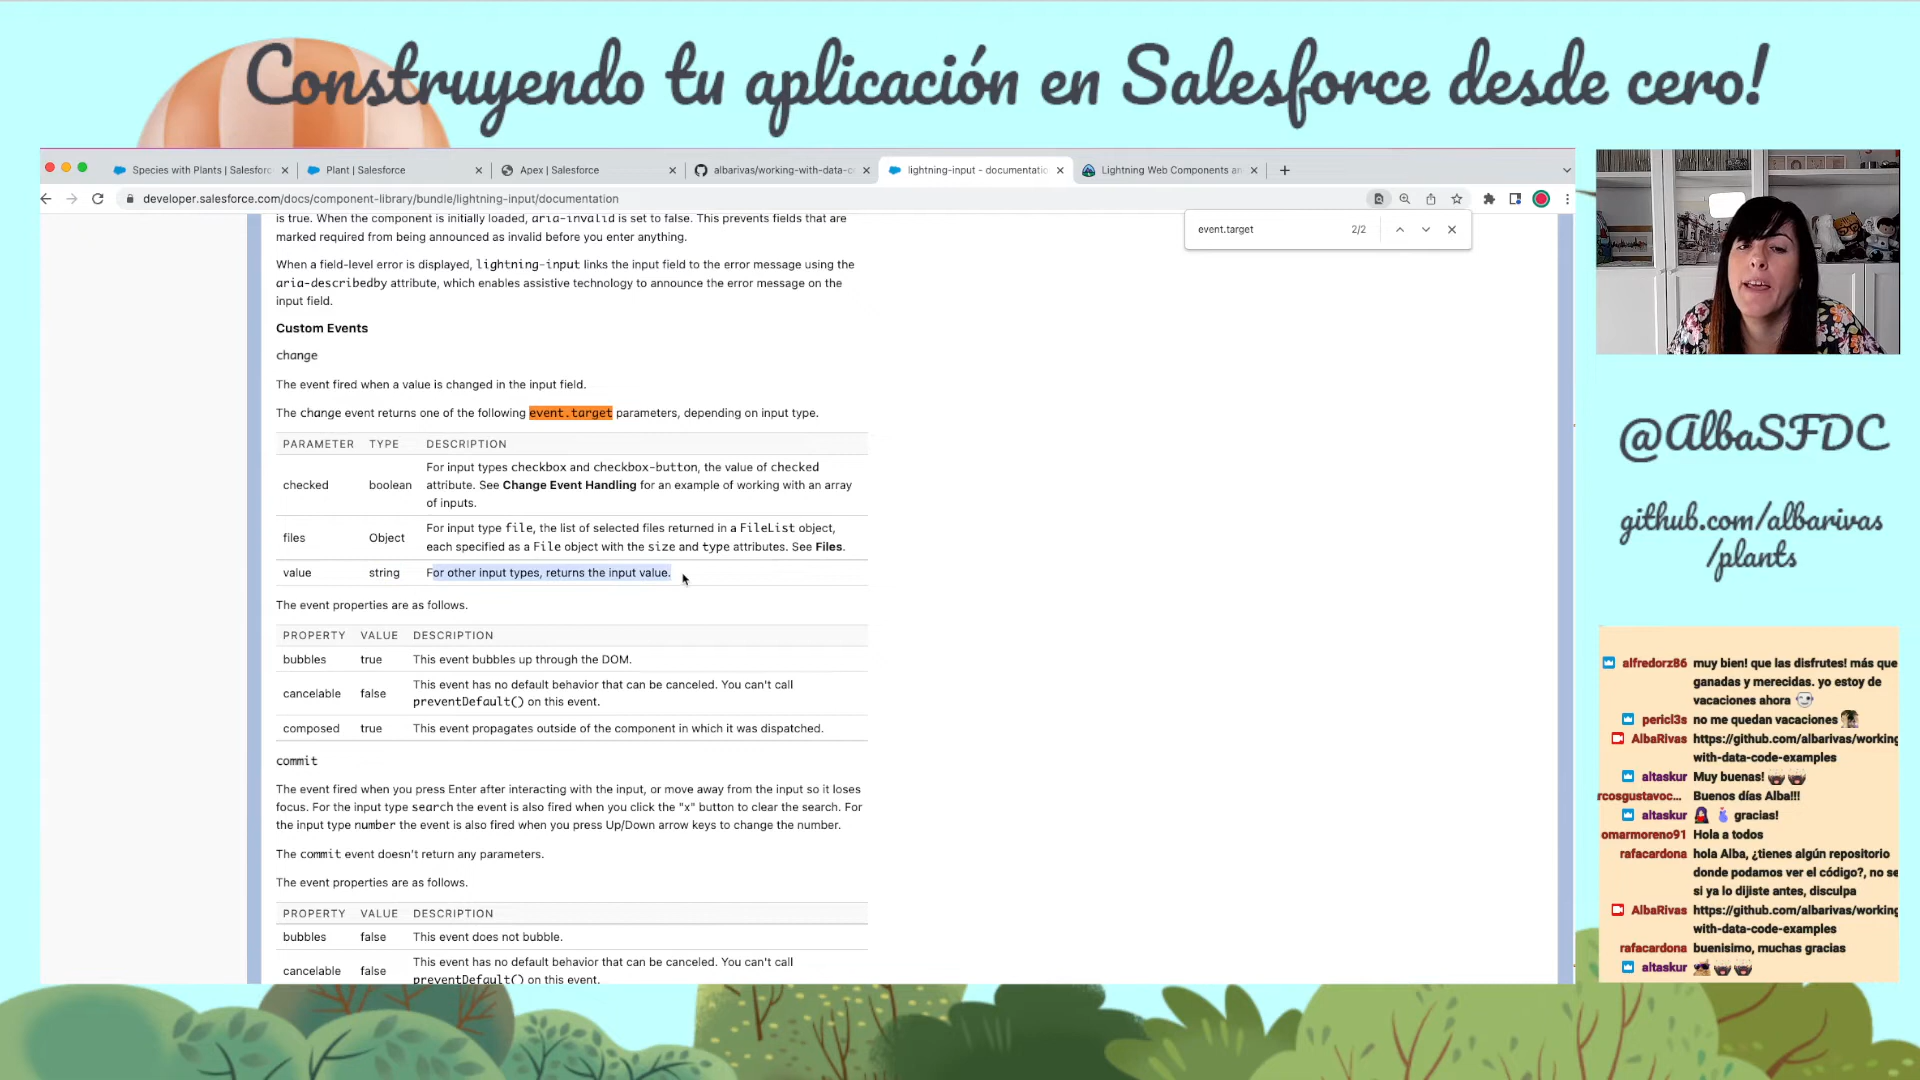 Construyendo tu aplicación en Salesforce desde cero!
Species with Plants | Salesforc
Plant | Salesforce
Apex | Salesforce
albarivas/working-with-data-c
lightning-input - documentatio
Lightning Web Components an
developer.salesforce.com/docs/component-library/bundle/lightning-input/documentation
event.target
2/2
is true. When the component is initially loaded, aria-invalid is set to false. This prevents fields that are
marked required from being announced as invalid before you enter anything.
When a field-level error is displayed, lightning-input links the input field to the error message using the
aria-describedby attribute, which enables assistive technology to announce the error message on the
input field.
Custom Events
change
The event fired when a value is changed in the input field.
The change event returns one of the following event.target parameters, depending on input type.
PARAMETER TYPE DESCRIPTION
For input types checkbox and checkbox-button, the value of checked
checked boolean attribute. See Change Event Handling for an example of working with an array
of inputs.
For input type file, the list of selected files returned in a FileList object,
files Object
each specified as a File object with the size and type attributes. See Files.
value string For other input types, returns the input value.
The event properties are as follows.
PROPERTY VALUE DESCRIPTION
bubbles true This event bubbles up through the DOM.
This event has no default behavior that can be canceled. You can't call
cancelable false
preventDefault() on this event.
composed true This event propagates outside of the component in which it was dispatched.
commit
The event fired when you press Enter after interacting with the input, or move away from the input so it loses
focus. For the input type search the event is also fired when you click the "x" button to clear the search. For
the input type number the event is also fired when you press Up/Down arrow keys to change the number.
The commit event doesn't return any parameters.
The event properties are as follows.
PROPERTY VALUE DESCRIPTION
bubbles false This event does not bubble.
This event has no default behavior that can be canceled. You can't call
cancelable false
preventDefault() on this event.
@AlbaSFDC
github.com/albarivas
/plants
alfredorz86 muy bien! que las disfrutes! más que
ganadas y merecidas. yo estoy de
vacaciones ahora
pericl3s no me quedan vacaciones
AlbaRivas https://github.com/albarivas/working
with-data-code-examples
altaskur Muy buenas!
rcosgustavoc... Buenos días Alba!!!
altaskur gracias!
omarmoreno91 Hola a todos
rafacardona hola Alba, ¿tienes algún repositorio
donde podamos ver el código?, no se
si ya lo dijiste antes, disculpa
AlbaRivas https://github.com/albarivas/working
with-data-code-examples
rafacardona buenisimo, muchas gracias
altaskur